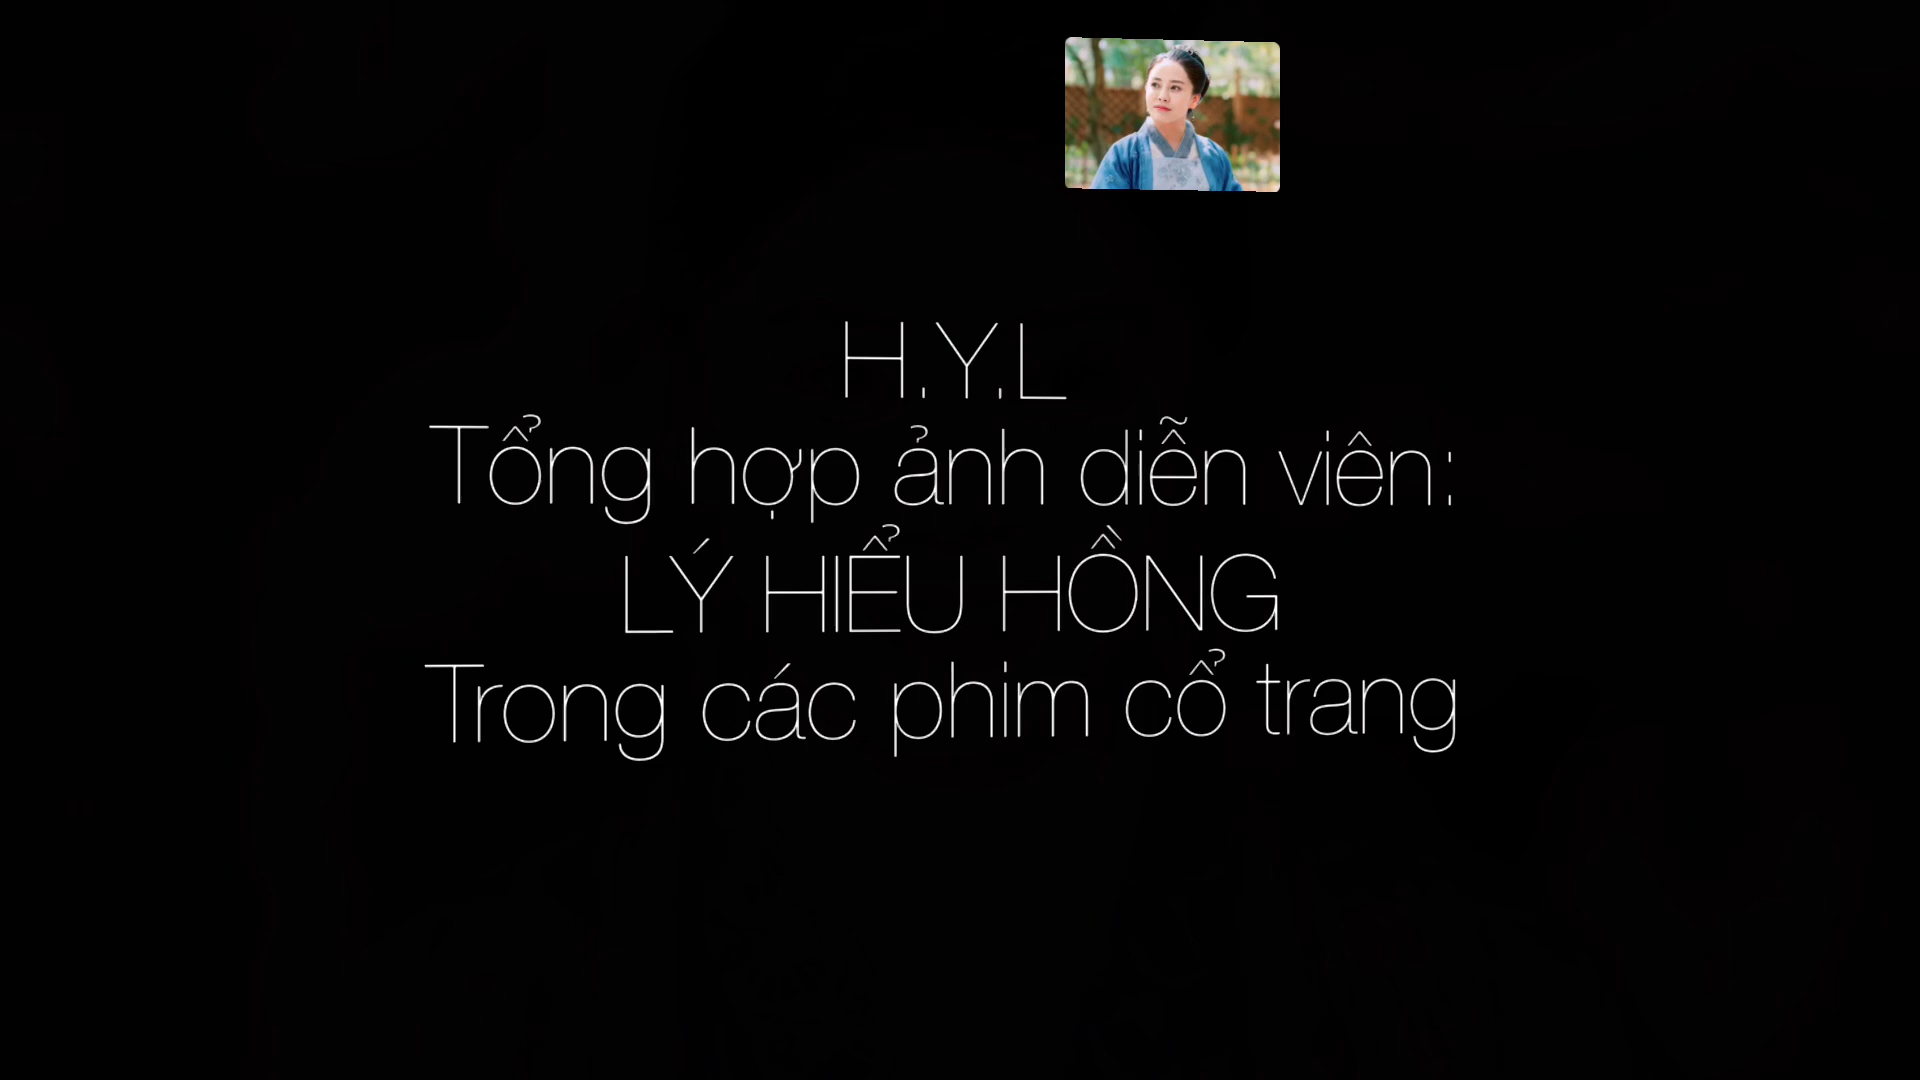 H.Y.L
Tổng hợp ảnh diễn viên:
LÝ HIỂU HỒNG
Trong các phim cổ trang